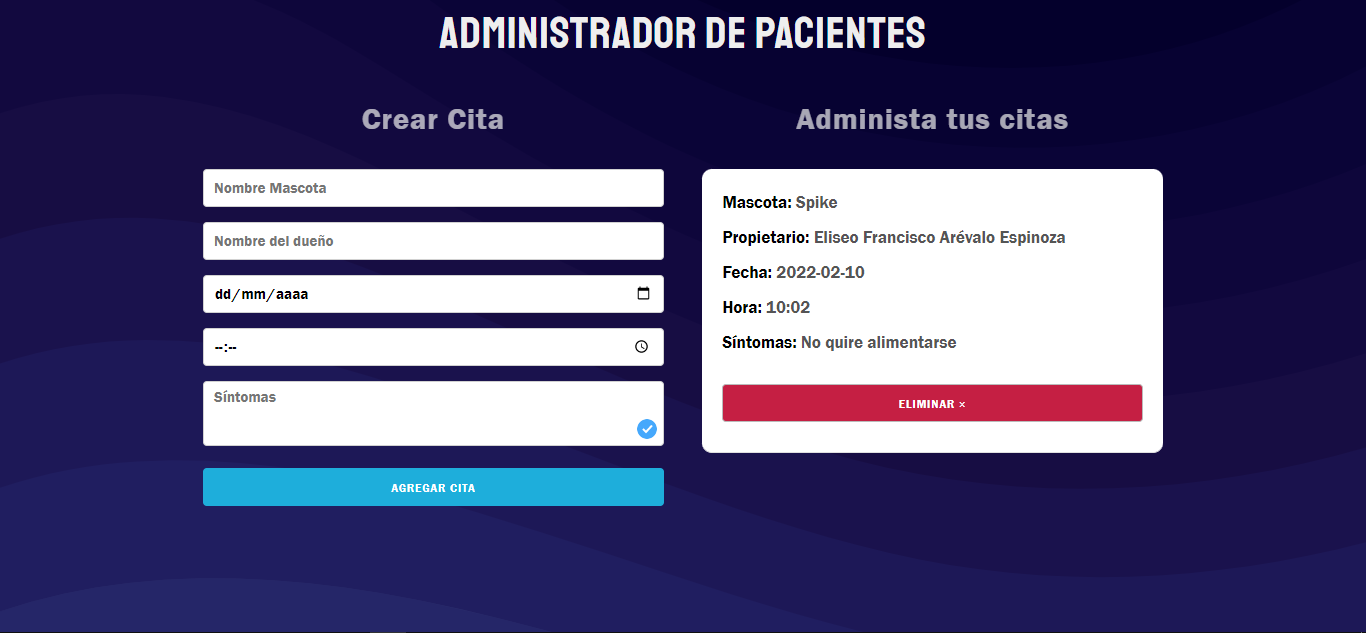 ADMINISTRADOR DE PACIENTES
Crear Cita
Nombre Mascota
Nombre del dueño
dd/mm/aaaa
--:--
Síntomas
AGREGAR CITA
Administa tus citas
Mascota: Spike
Propietario: Eliseo Francisco Arévalo Espinoza
Fecha: 2022-02-10
Hora: 10:02
Síntomas: No quire alimentarse
ELIMINAR ×